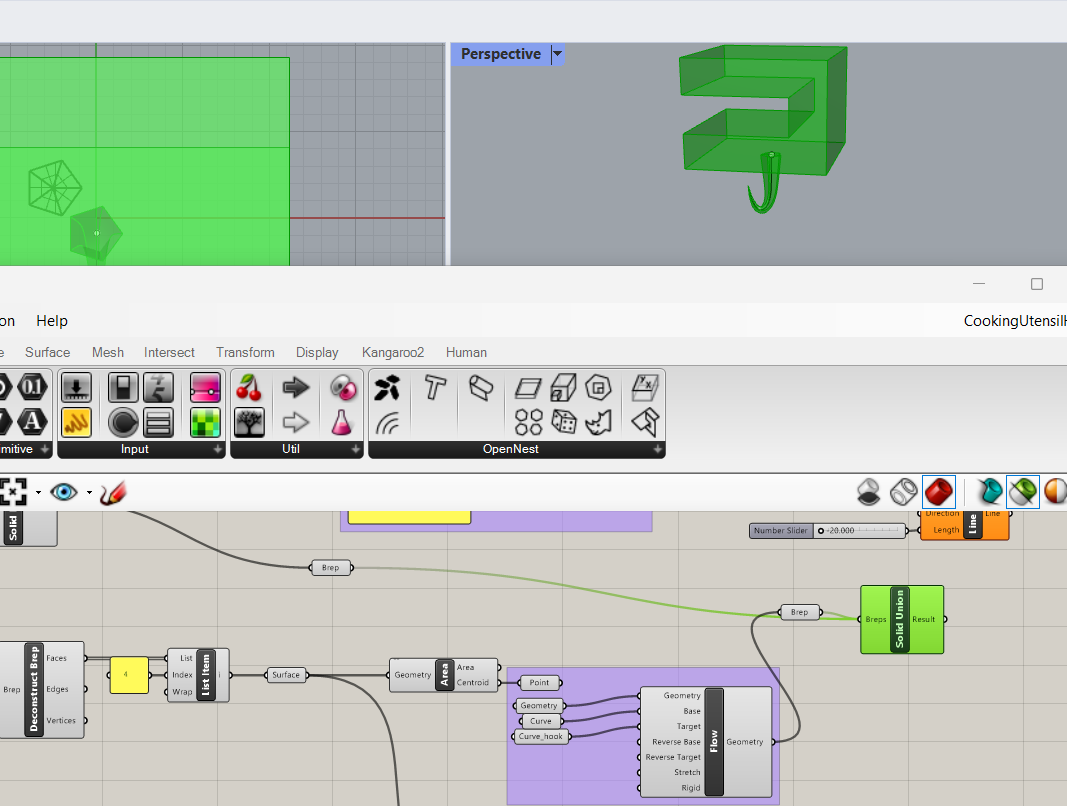 Perspective
on Help
CookingUtensilH
e Surface Mesh Intersect Transform Display Kangaroo2 Human
0.1
A
y x
mitive Input Util OpenNest
Solid
Direction Line Line
Length
Number Slider -20.000
Brep
Brep
Breps Solid Union Result
Brep Deconstruct Brep Faces
Edges
Vertices
4
List List Item i
Index
Wrap
Surface
Geometry Area Area
Centroid
Point
Geometry
Curve
Curve_hook
Geometry Flow Geometry
Base
Target
Reverse Base
Reverse Target
Stretch
Rigid